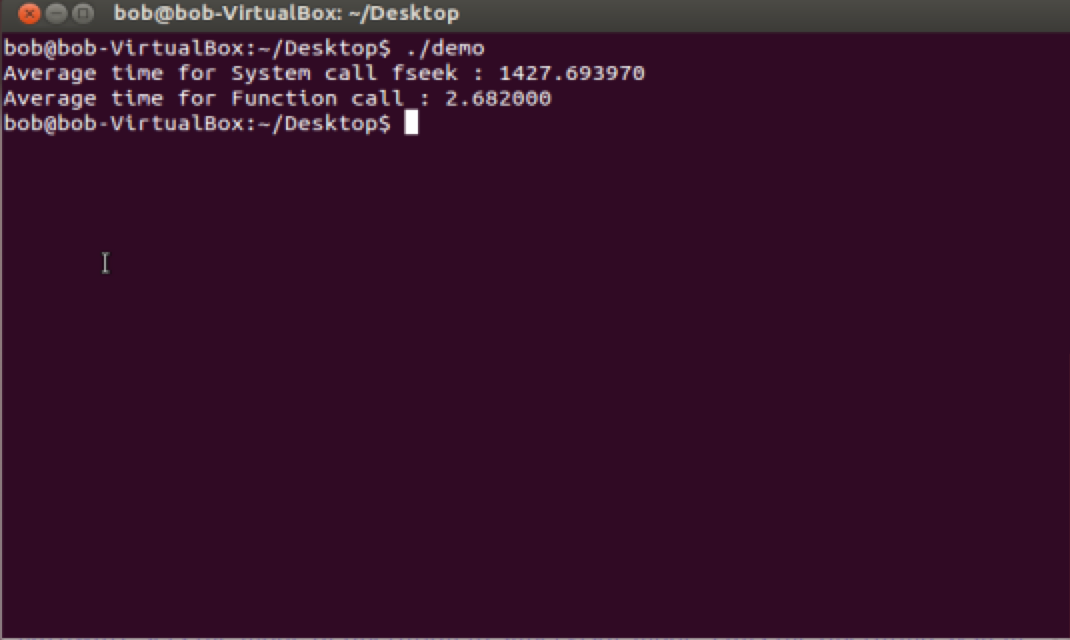 bob@bob-VirtualBox: ~/Desktop
bob@bob-VirtualBox:~/Desktop$ ./demo
Average time for System call fseek : 1427.693970
Average time for Function call : 2.682000
bob@bob-VirtualBox:~/Desktop$